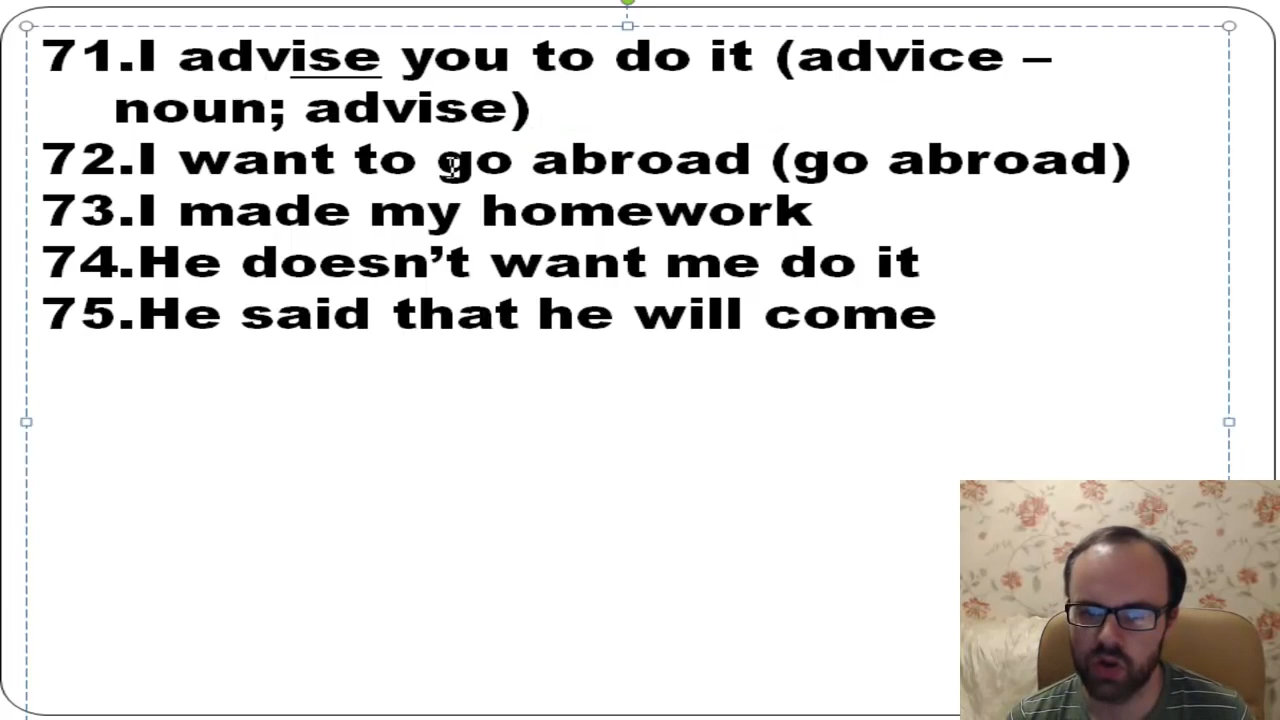 71.I advise you to do it (advice –
noun; advise)
72.I want to go abroad (go abroad)
73.I made my homework
74.He doesn’t want me do it
75.He said that he will come